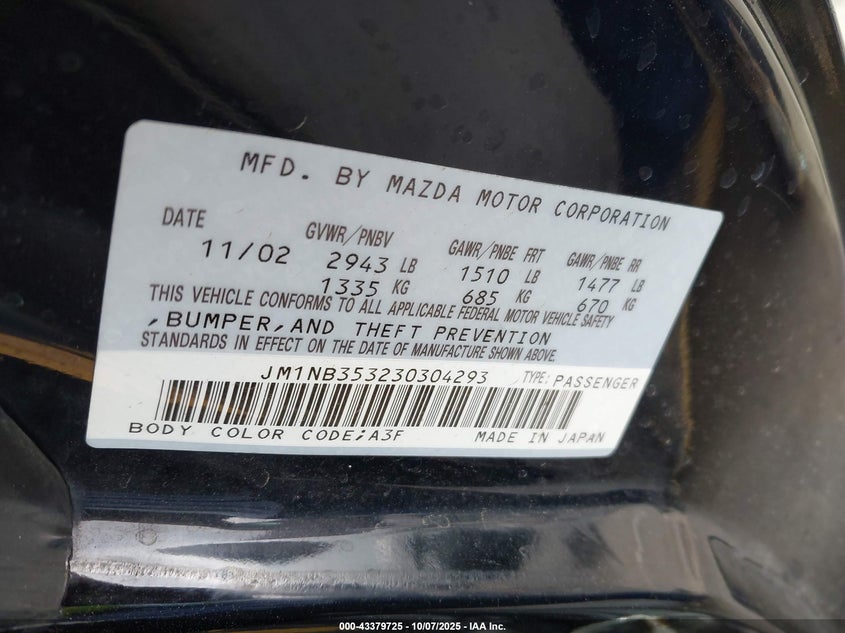 MFD. BY MAZDA MOTOR CORPORATION
DATE GVWR/PNBV GAWR/PNBE FRT GAWR/PNBE RR
11/02 2943 LB 1510 LB 1477 LB
1335 KG 685 KG 670 KG
THIS VEHICLE CONFORMS TO ALL APPLICABLE FEDERAL MOTOR VEHICLE SAFETY
,BUMPER,AND THEFT PREVENTION
STANDARDS IN EFFECT ON THE DATE OF MANUFACTURE SHOWN ABOVE.
JM1NB353230304293 TYPE:PASSENGER
BODY COLOR CODE;A3F MADE IN JAPAN
000-43379725 - 10/07/2025 - IAA Inc.